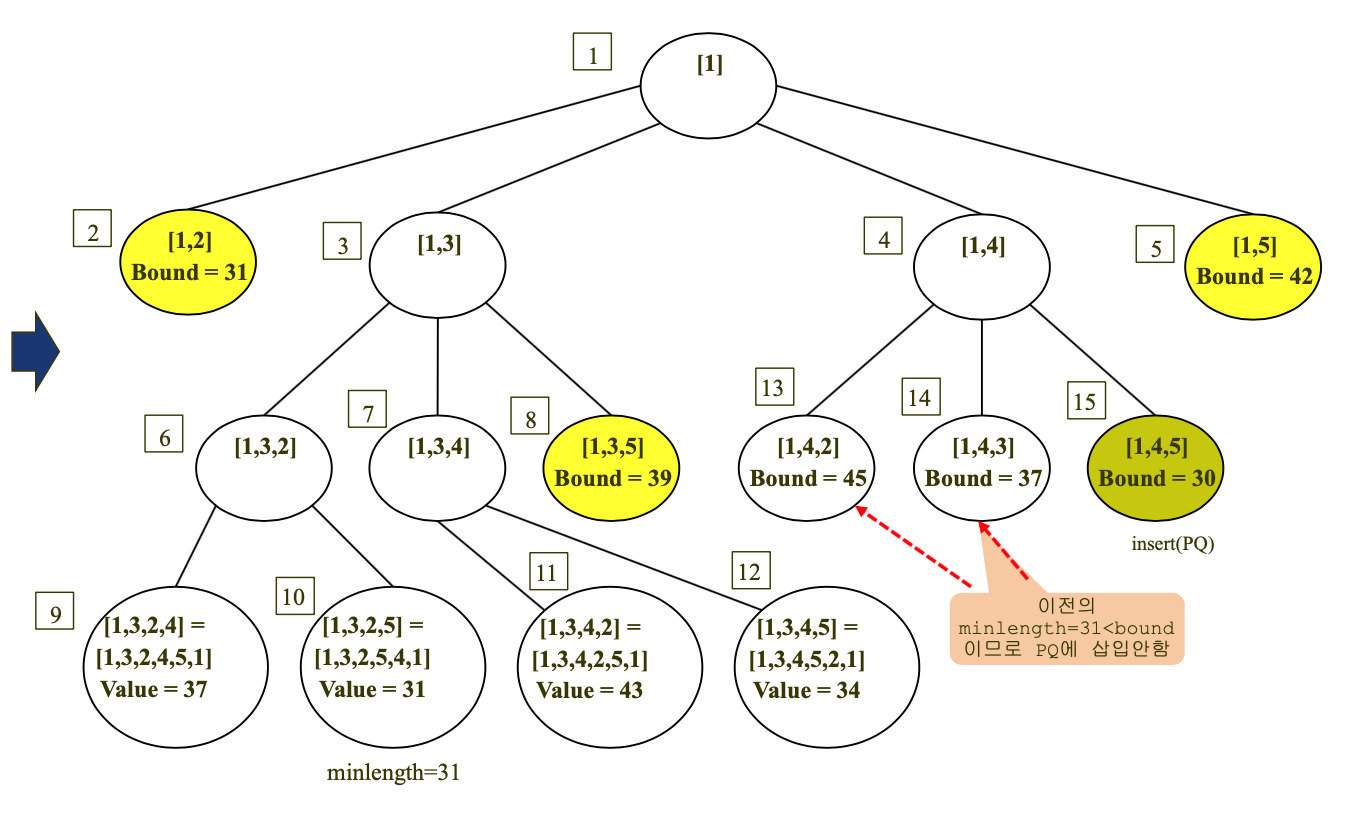 1
[1]
2
[1,2]
Bound = 31
3
[1,3]
4
[1,4]
5
[1,5]
Bound = 42
6
[1,3,2]
7
[1,3,4]
8
[1,3,5]
Bound = 39
13
[1,4,2]
Bound = 45
14
[1,4,3]
Bound = 37
15
[1,4,5]
Bound = 30
insert(PQ)
9
[1,3,2,4] =
[1,3,2,4,5,1]
Value = 37
10
[1,3,2,5] =
[1,3,2,5,4,1]
Value = 31
minlength=31
11
[1,3,4,2] =
[1,3,4,2,5,1]
Value = 43
12
[1,3,4,5] =
[1,3,4,5,2,1]
Value = 34
이전의
minlength=31<bound
이므로 PQ에 삽입안함